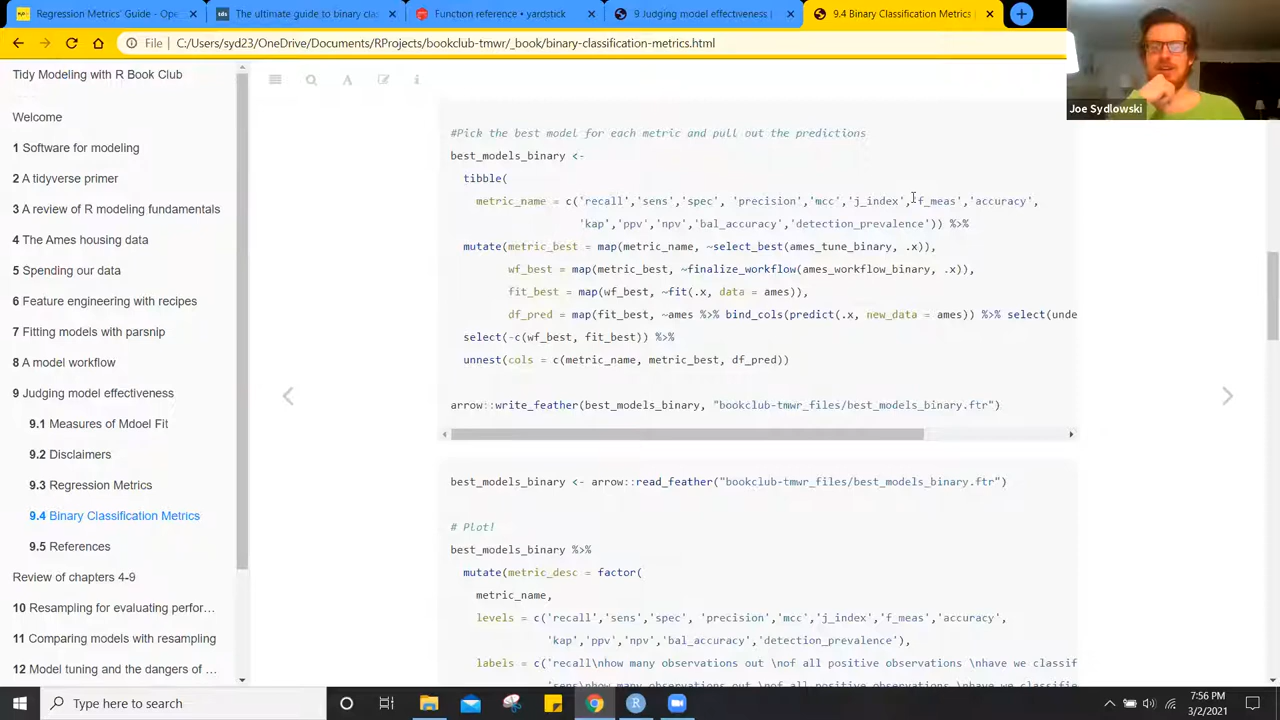 Regression Metrics' Guide - Ope
The ultimate guide to binary clas
Function reference • yardstick
9 Judging model effectiveness |
9.4 Binary Classification Metrics |
File | C:/Users/syd23/OneDrive/Documents/RProjects/bookclub-tmwr/_book/binary-classification-metrics.html
Joe Sydlowski
Tidy Modeling with R Book Club
Welcome
1 Software for modeling
2 A tidyverse primer
3 A review of R modeling fundamentals
4 The Ames housing data
5 Spending our data
6 Feature engineering with recipes
7 Fitting models with parsnip
8 A model workflow
9 Judging model effectiveness
9.1 Measures of Mdoel Fit
9.2 Disclaimers
9.3 Regression Metrics
9.4 Binary Classification Metrics
9.5 References
Review of chapters 4-9
10 Resampling for evaluating perfor…
11 Comparing models with resampling
12 Model tuning and the dangers of …
#Pick the best model for each metric and pull out the predictions
best_models_binary <-
tibble(
metric_name = c('recall','sens','spec', 'precision','mcc','j_index','f_meas','accuracy',
'kap','ppv','npv','bal_accuracy','detection_prevalence')) %>%
mutate(metric_best = map(metric_name, ~select_best(ames_tune_binary, .x)),
wf_best = map(metric_best, ~finalize_workflow(ames_workflow_binary, .x)),
fit_best = map(wf_best, ~fit(.x, data = ames)),
df_pred = map(fit_best, ~ames %>% bind_cols(predict(.x, new_data = ames)) %>% select(unde
select(-c(wf_best, fit_best)) %>%
unnest(cols = c(metric_name, metric_best, df_pred))
arrow::write_feather(best_models_binary, "bookclub-tmwr_files/best_models_binary.ftr")
best_models_binary <- arrow::read_feather("bookclub-tmwr_files/best_models_binary.ftr")
# Plot!
best_models_binary %>%
mutate(metric_desc = factor(
metric_name,
levels = c('recall','sens','spec', 'precision','mcc','j_index','f_meas','accuracy',
'kap','ppv','npv','bal_accuracy','detection_prevalence'),
labels = c('recall\nhow many observations out \nof all positive observations \nhave we classif
Type here to search
7:56 PM
3/2/2021